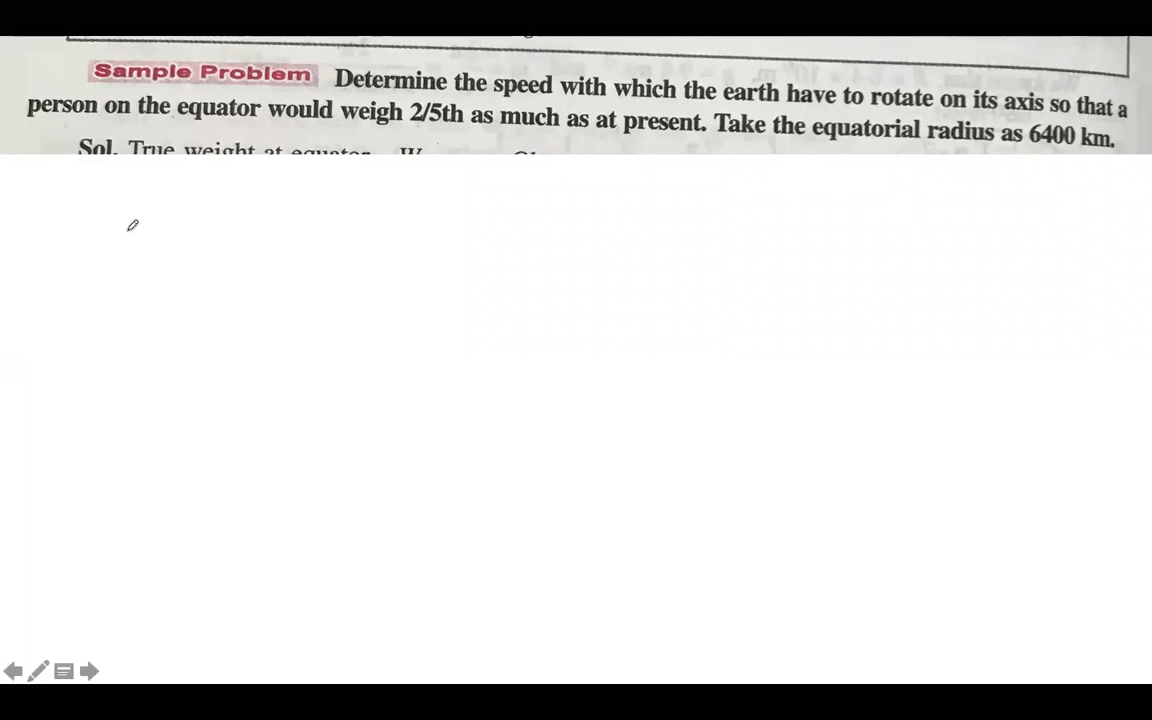 Sample Problem Determine the speed with which the earth have to rotate on its axis so that a
person on the equator would weigh 2/5th as much as at present. Take the equatorial radius as 6400 km.
Sol. True weight at equator